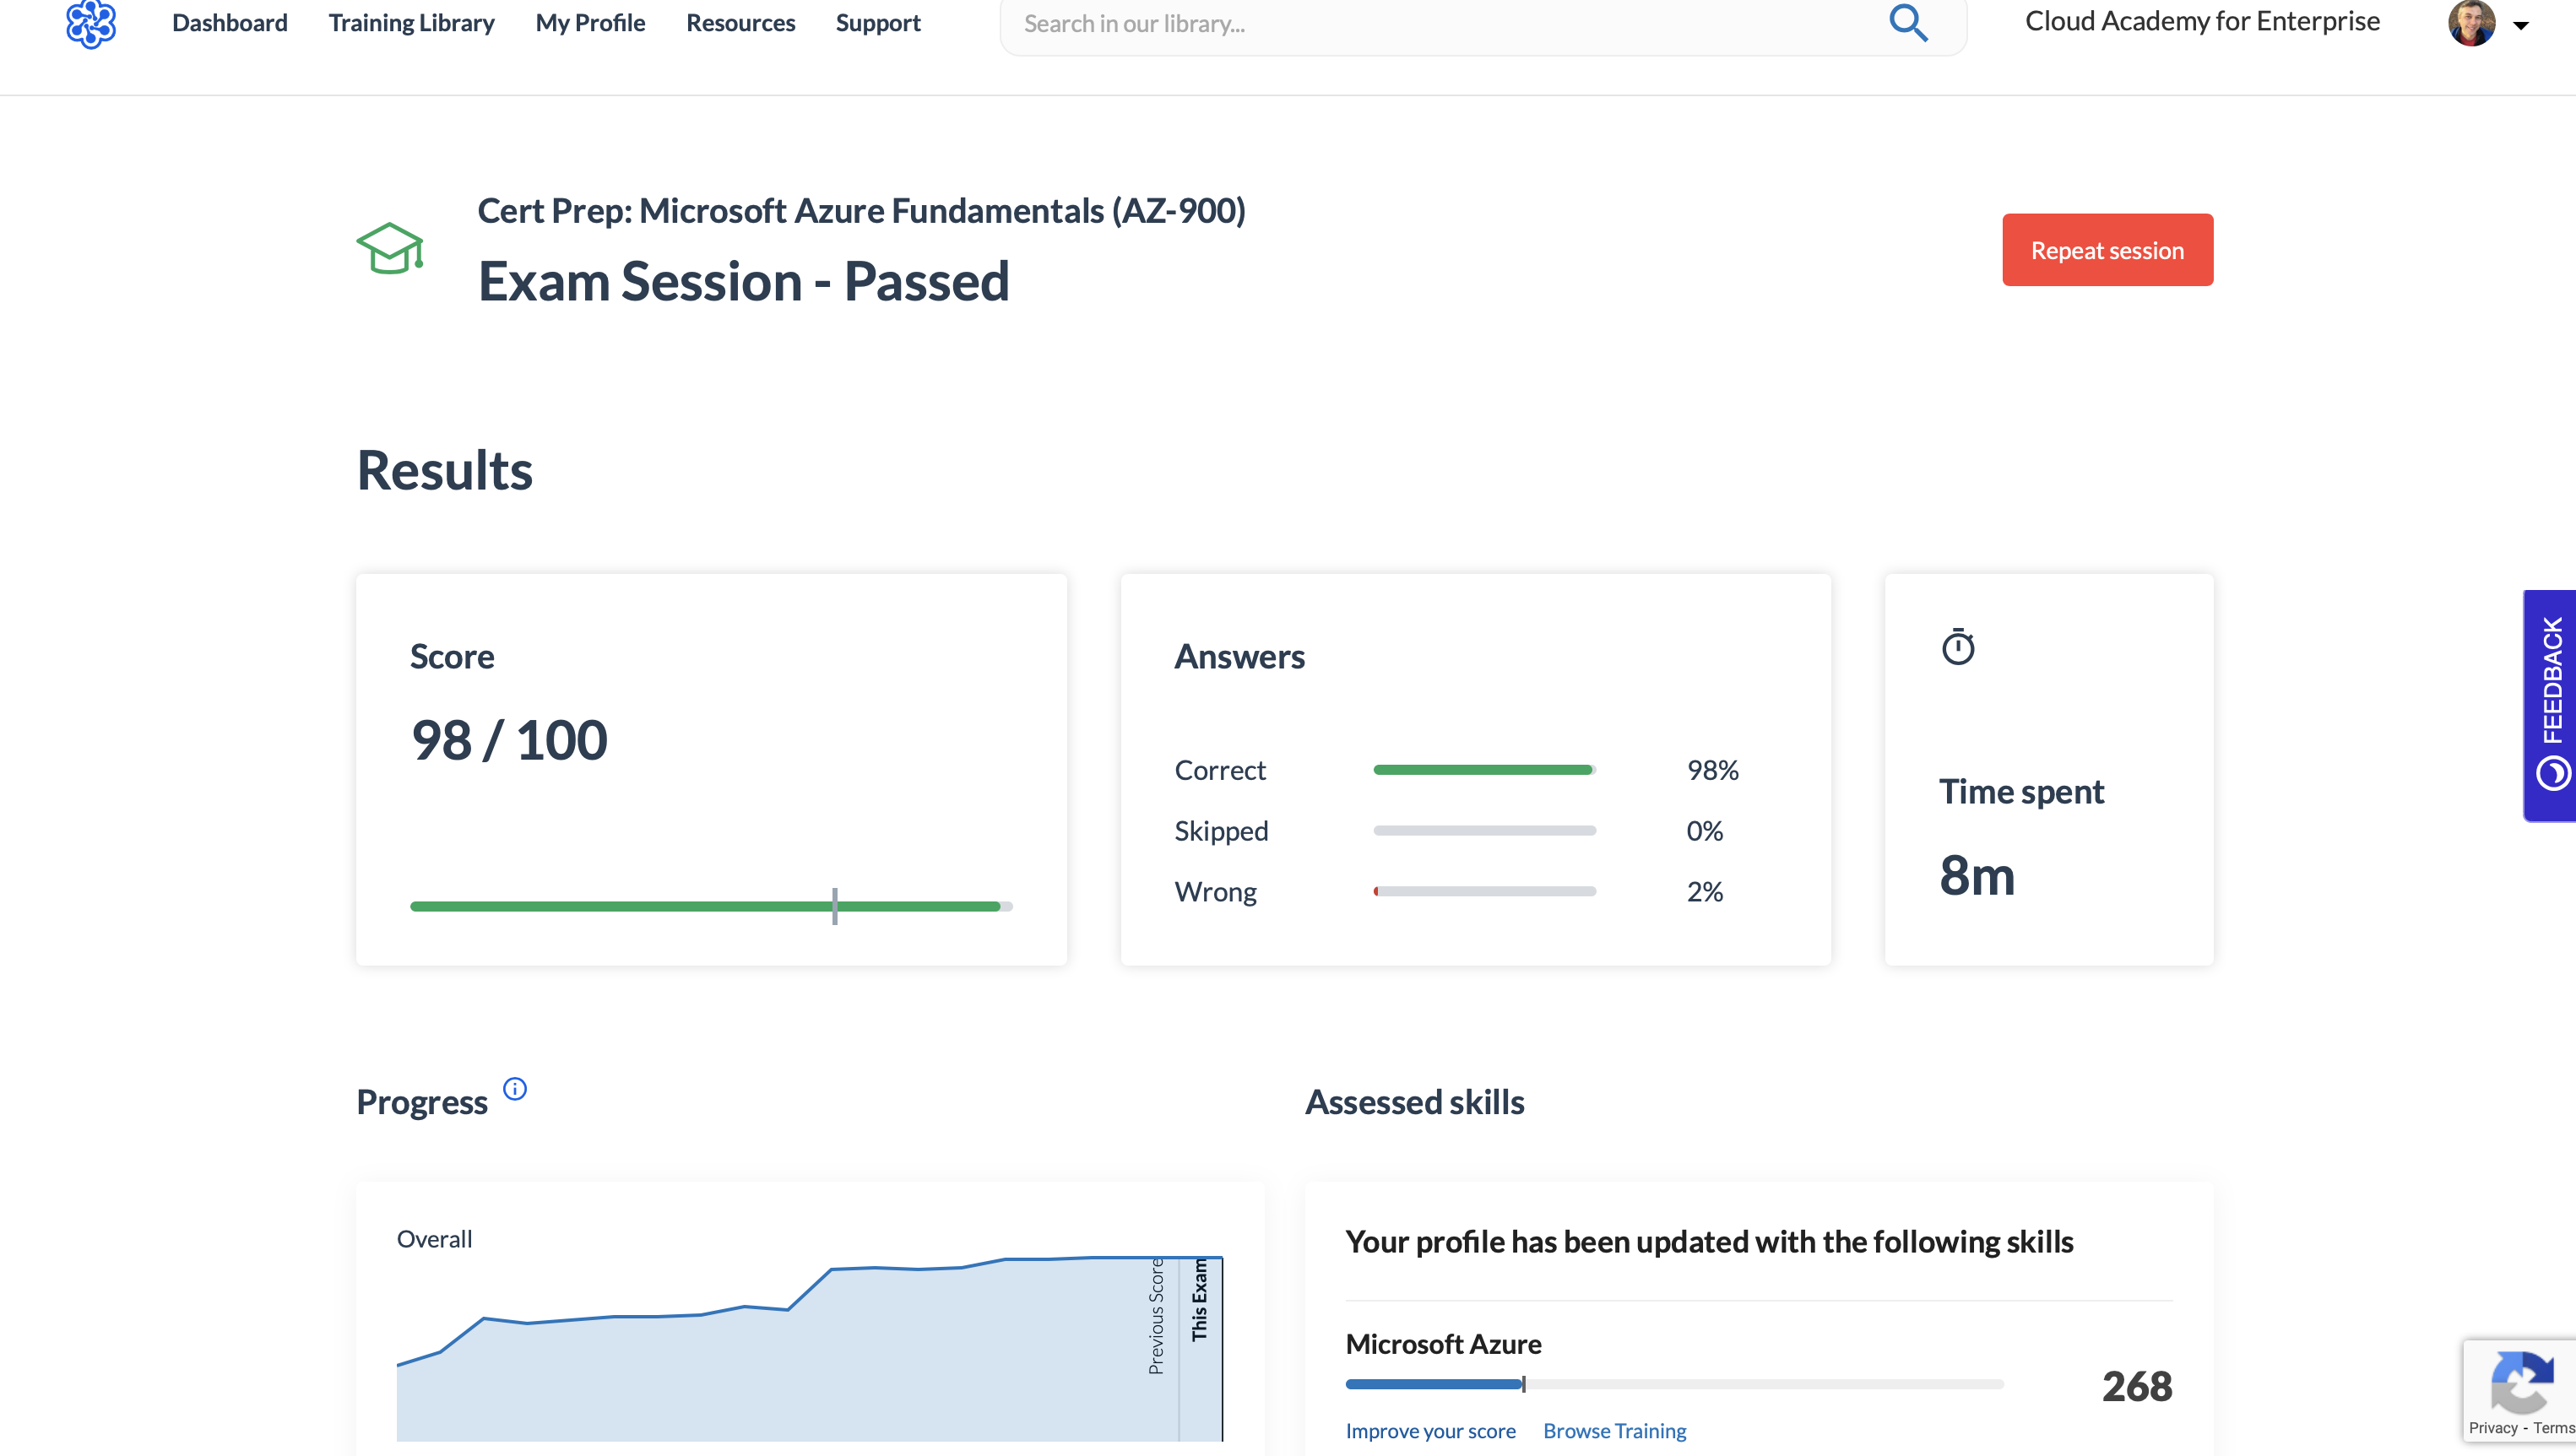 Dashboard
Training Library
My Profile
Resources
Support
Search in our library...
Cloud Academy for Enterprise
Cert Prep: Microsoft Azure Fundamentals (AZ-900)
Exam Session - Passed
Repeat session
Results
Score
98 / 100
Answers
Correct 98%
Skipped 0%
Wrong 2%
Time spent
8m
FEEDBACK
Progress
Overall
Previous Score
This Exam
Assessed skills
Your profile has been updated with the following skills
Microsoft Azure
268
Improve your score
Browse Training
Privacy - Terms